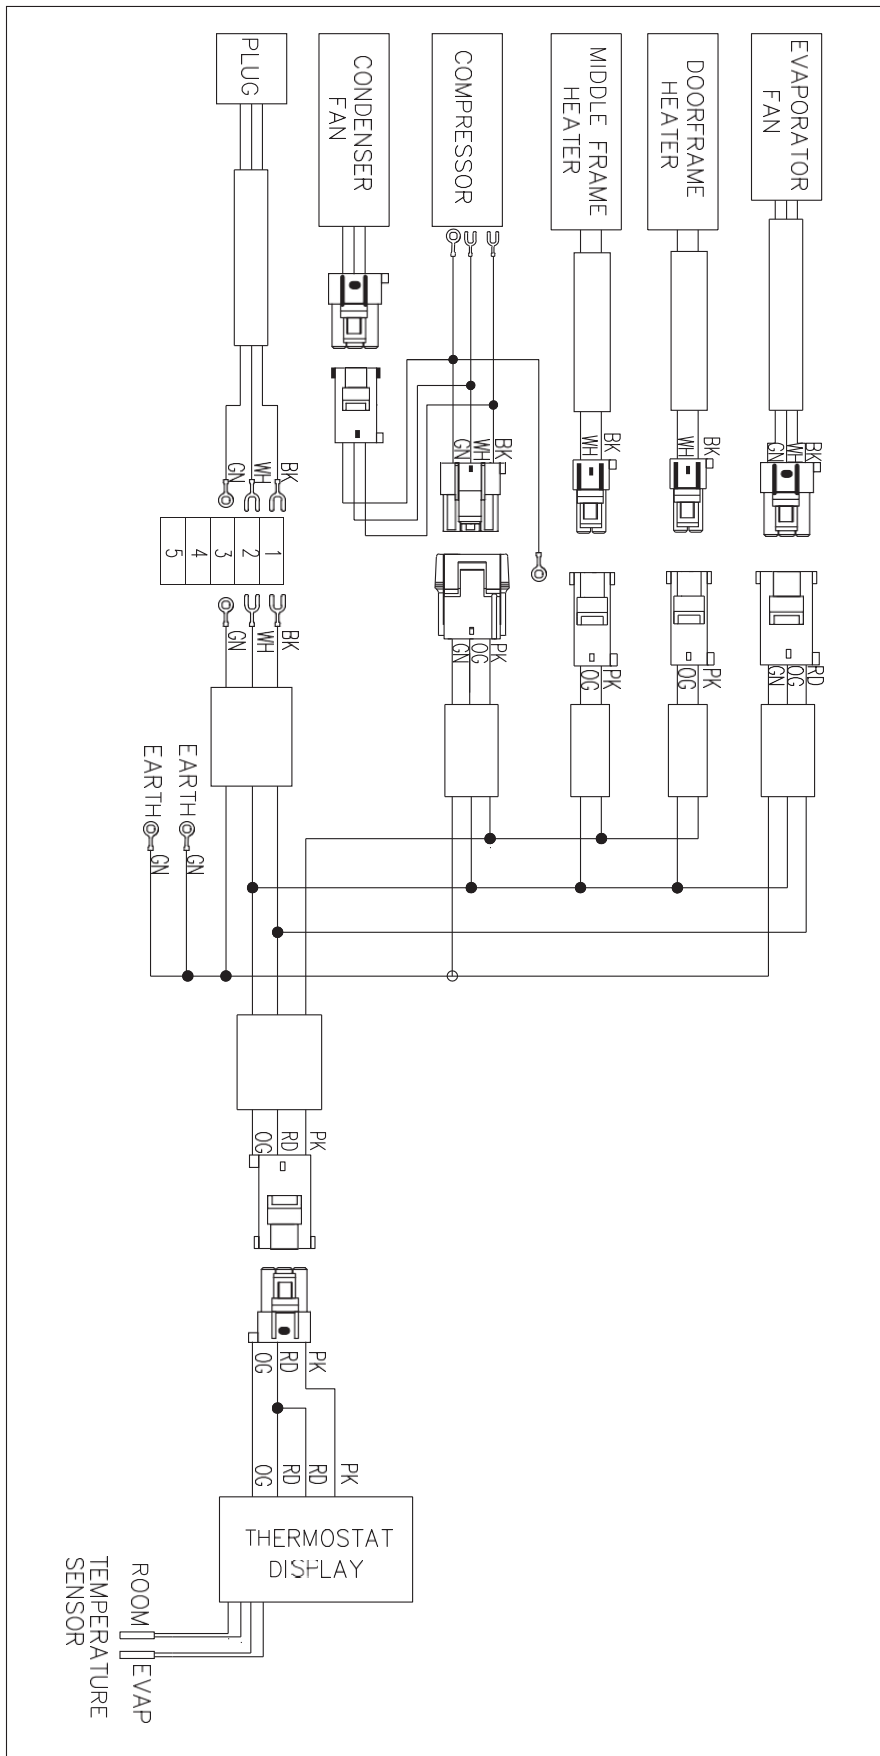 PLUG
CONDENSER
FAN
COMPRESSOR
MIDDLE FRAME
HEATER
DOORFRAME
HEATER
EVAPORATOR
FAN
GN
WH
BK
GN
WH
BK
WH
BK
WH
BK
GN
WH
BK
5
4
3
2
1
GN
WH
BK
GN
OG
PK
OG
PK
OG
PK
GN
OG
RD
EARTH
EARTH
GN
GN
OG
RD
PK
OG
RD
PK
OG
RD
RD
PK
THERMOSTAT
DISPLAY
ROOM
EVAP
TEMPERATURE
SENSOR